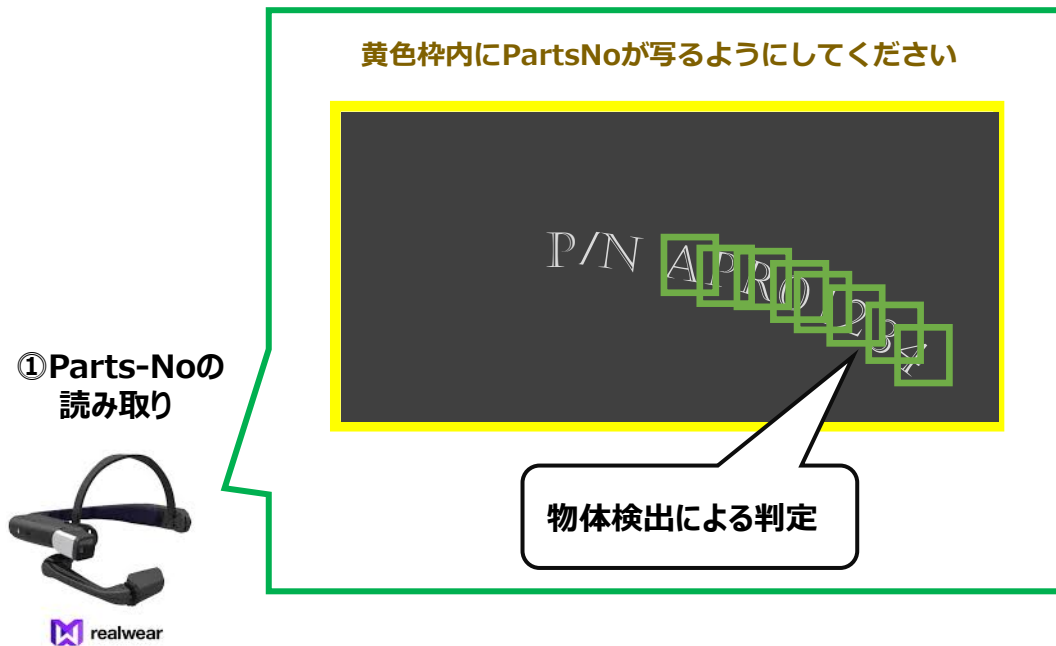 黄色枠内にPartsNoが写るようにしてください
P/N APRO1234
①Parts-Noの
読み取り
物体検出による判定
realwear